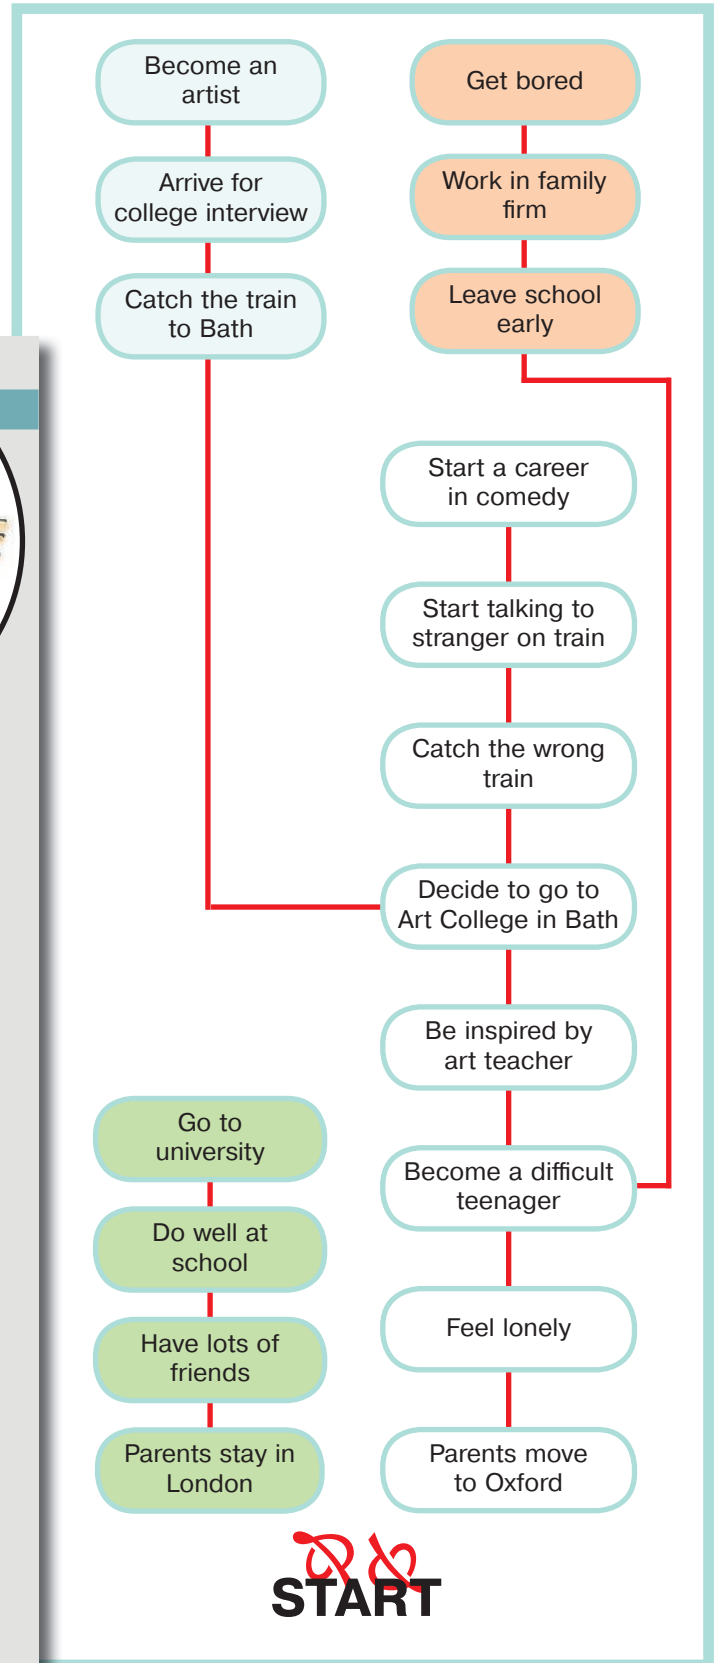 Become an
artist
Get bored
Arrive for
college interview
Work in family
firm
Catch the train
to Bath
Leave school
early
Start a career
in comedy
Start talking to
stranger on train
Catch the wrong
train
Decide to go to
Art College in Bath
Be inspired by
art teacher
Go to
university
Become a difficult
teenager
Do well at
school
Have lots of
friends
Feel lonely
Parents stay in
London
Parents move
to Oxford
START